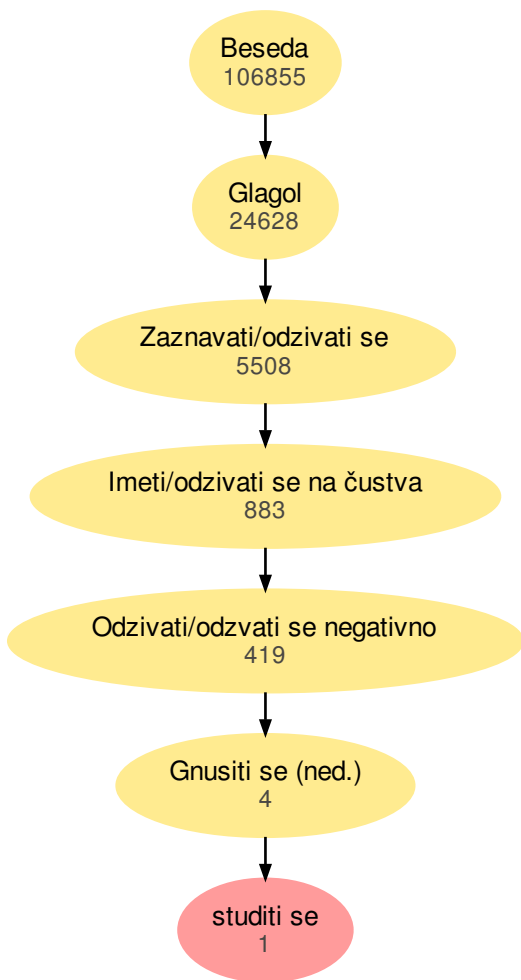 Beseda
106855
Glagol
24628
Zaznavati/odzivati se
5508
Imeti/odzivati se na čustva
883
Odzivati/odzvati se negativno
419
Gnusiti se (ned.)
4
studiti se
1